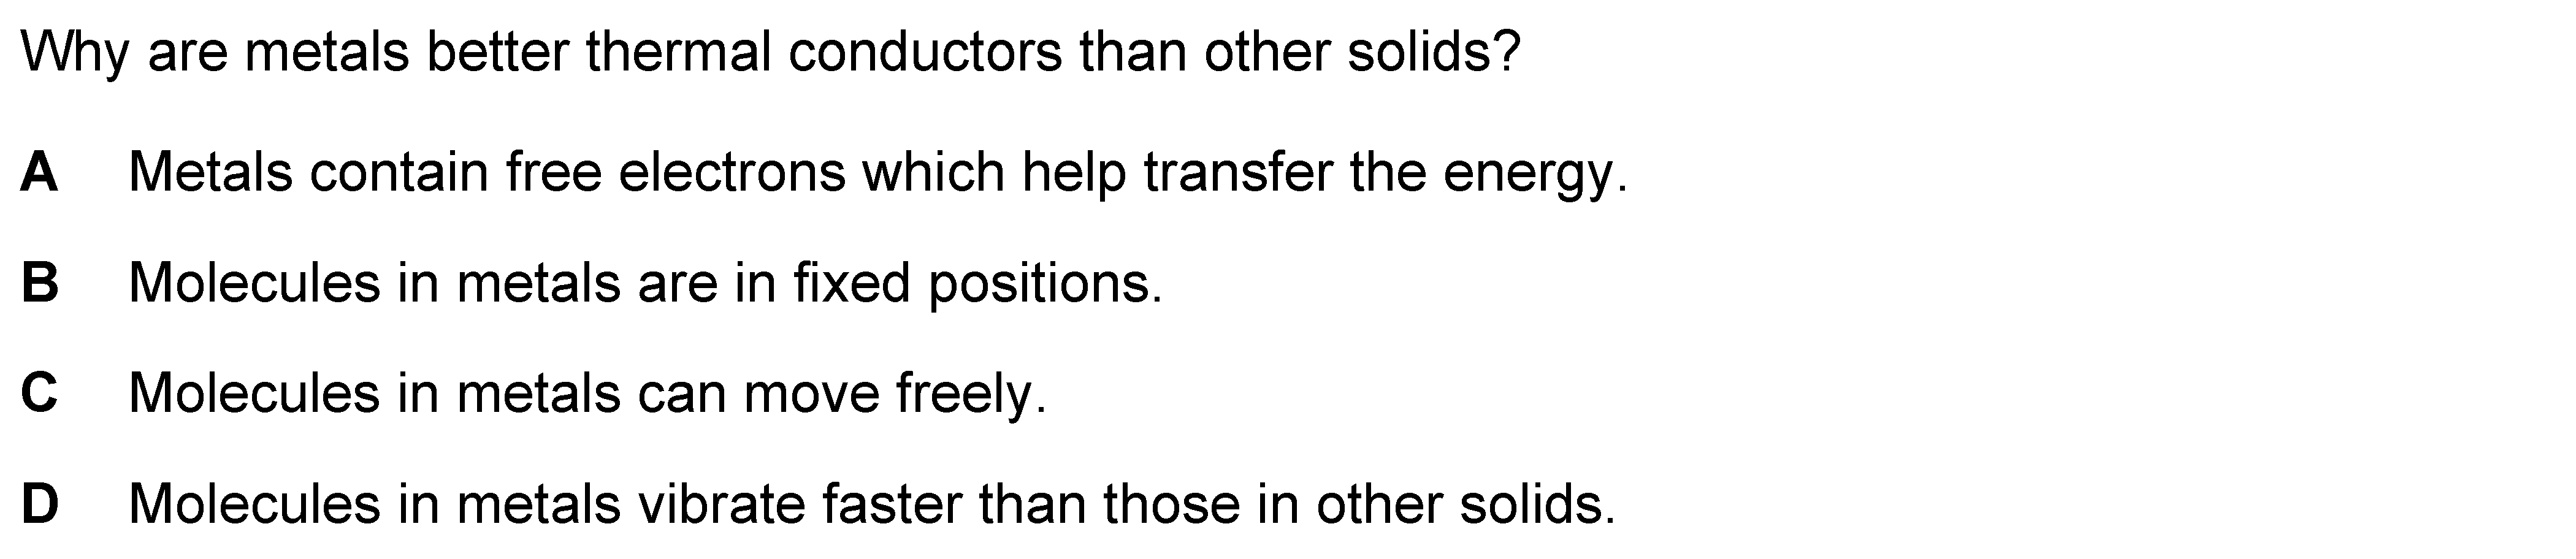 Why are metals better thermal conductors than other solids?
A Metals contain free electrons which help transfer the energy.
B Molecules in metals are in fixed positions.
C Molecules in metals can move freely.
D Molecules in metals vibrate faster than those in other solids.